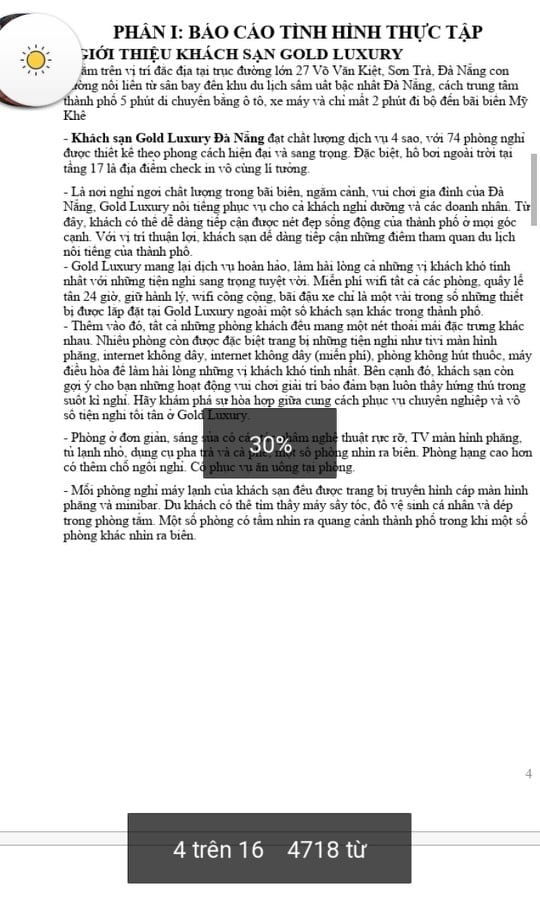 PHẦN I: BÁO CÁO TÌNH HÌNH THỰC TẬP
GIỚI THIỆU KHÁCH SẠN GOLD LUXURY
trên vị trí đắc địa tại trục đường lớn 27 Võ Văn Kiệt, Sơn Trà, Đà Nẵng con
nối liền từ sân bay đến khu du lịch sầm uất bậc nhất Đà Nẵng, cách trung tâm
thành phố 5 phút di chuyển bằng ô tô, xe máy và chỉ mất 2 phút đi bộ đến bãi biển Mỹ
Khê
- Khách sạn Gold Luxury Đà Nẵng đạt chất lượng dịch vụ 4 sao, với 74 phòng nghỉ
được thiết kế theo phong cách hiện đại và sang trọng. Đặc biệt, hồ bơi ngoài trời tại
tầng 17 là địa điểm check in vô cùng lí tưởng.
- Là nơi nghỉ ngơi chất lượng trong bãi biên, ngắm cảnh, vui chơi gia đình của Đà
Nẵng, Gold Luxury nôi tiếng phục vụ cho cả khách nghỉ dưỡng và các doanh nhân. Từ
đây, khách có thể dễ dàng tiếp cận được nét đẹp sống động của thành phố ở mọi góc
cạnh. Với vị trí thuận lợi, khách sạn dể dàng tiếp cận những điểm tham quan du lịch
nôi tiếng của thành phố.
- Gold Luxury mang lại dịch vụ hoàn hảo, làm hài lòng cả những vị khách khó tính
nhất với những tiện nghi sang trọng tuyệt vời. Miễn phí wifi tất cả các phòng, quầy lễ
tân 24 giờ, giữ hành lý, wifi công cộng, bãi đậu xe chỉ là một vài trong số những thiết
bị được lắp đặt tại Gold Luxury ngoài một số khách sạn khác trong thành phố.
- Thêm vào đó, tất cả những phòng khách đều mang một nét thoải mái đặc trưng khác
nhau. Nhiều phòng còn được đặc biệt trang bị những tiện nghi như tivi màn hình
phẳng, internet không dây, internet không dây (miễn phí), phòng không hút thuốc, máy
điều hòa để làm hài lòng những vị khách khó tính nhất. Bên cạnh đó, khách sạn còn
gợi ý cho bạn những hoạt động vui chơi giải trí bảo đảm bạn luôn thấy hứng thú trong
suốt kì nghỉ. Hãy khám phá sự hòa hợp giữa cung cách phục vụ chuyên nghiệp và vô
số tiện nghi tối tân ở Gold Luxury.
- Phòng ở đơn giản, sáng sủa có các thuật rực rỡ, TV màn hình phẳng,
tủ lạnh nhỏ, dụng cụ pha trà và cà phê, một số phòng nhìn ra biển. Phòng hạng cao hơn
có thêm chỗ ngồi nghỉ. Có phục vụ ăn uống tại phòng.
- Mỗi phòng nghỉ máy lạnh của khách sạn đều được trang bị truyền hình cáp màn hình
phẳng và minibar. Du khách có thể tìm thấy máy sấy tóc, đồ vệ sinh cá nhân và dép
trong phòng tắm. Một số phòng có tầm nhìn ra quang cảnh thành phố trong khi một số
phòng khác nhìn ra biển.
30%
4
4 trên 16 4718 từ